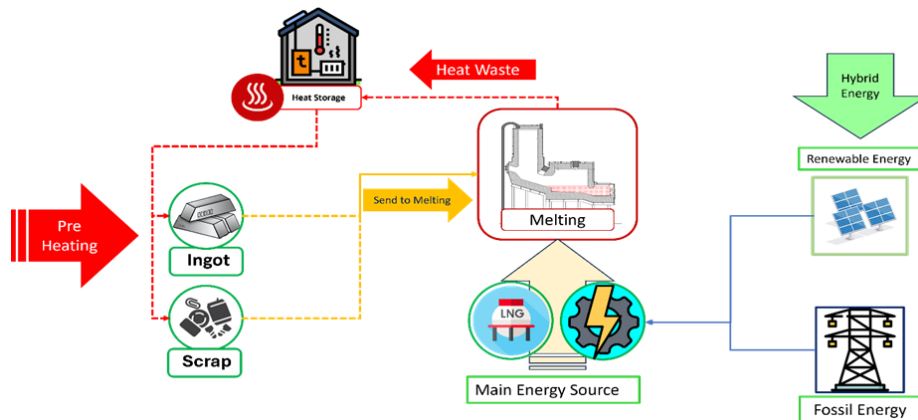 Heat Waste
Heat Storage
Hybrid
Energy
Renewable Energy
Pre
Heating
Send to Melting
Melting
Ingot
Scrap
LNG
Main Energy Source
Fossil Energy